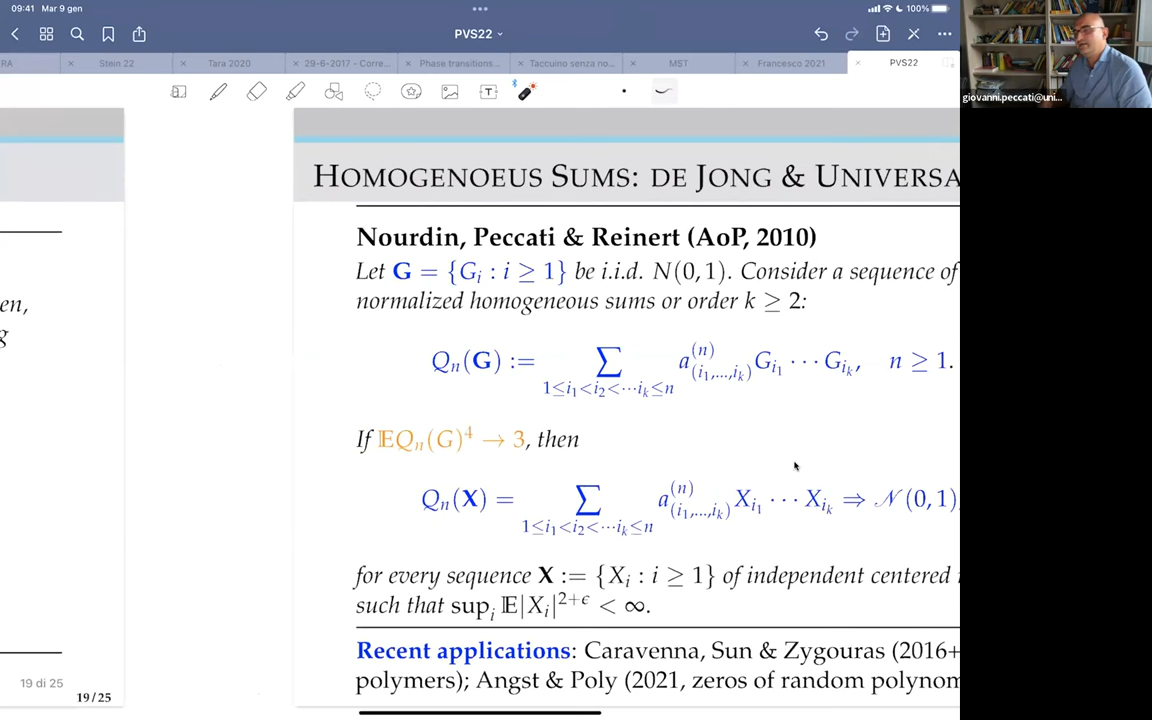 09:41 Mar 9 gen
100%
PVS22
RA
Stein 22
Tara 2020
29-6-2017 - Corre...
Phase transitions...
Taccuino senza no...
MST
Francesco 2021
PVS22
giovanni.peccati@uni...
HOMOGENOEUS SUMS: DE JONG & UNIVERSA
Nourdin, Peccati & Reinert (AoP, 2010)
Let G = {G_i : i ≥ 1} be i.i.d. N(0,1). Consider a sequence of
normalized homogeneous sums or order k ≥ 2:
Q_n(G) := ∑_{1≤i_1<i_2<···i_k≤n} a^{(n)}_{(i_1,...,i_k)} G_{i_1} ··· G_{i_k}, n ≥ 1.
If 𝔼Q_n(G)^4 → 3, then
Q_n(X) = ∑_{1≤i_1<i_2<···i_k≤n} a^{(n)}_{(i_1,...,i_k)} X_{i_1} ··· X_{i_k} ⇒ 𝒩(0,1)
for every sequence X := {X_i : i ≥ 1} of independent centered
such that sup_i 𝔼|X_i|^{2+ϵ} < ∞.
Recent applications: Caravenna, Sun & Zygouras (2016+
polymers); Angst & Poly (2021, zeros of random polynom
en,
g
19 di 25
19/25